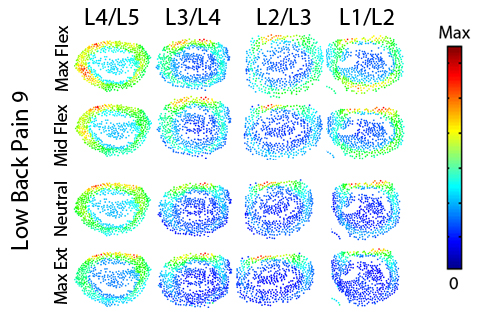 L4/L5 L3/L4 L2/L3 L1/L2
Max
Max Flex
Mid Flex
Neutral
Max Ext
Low Back Pain 9
0